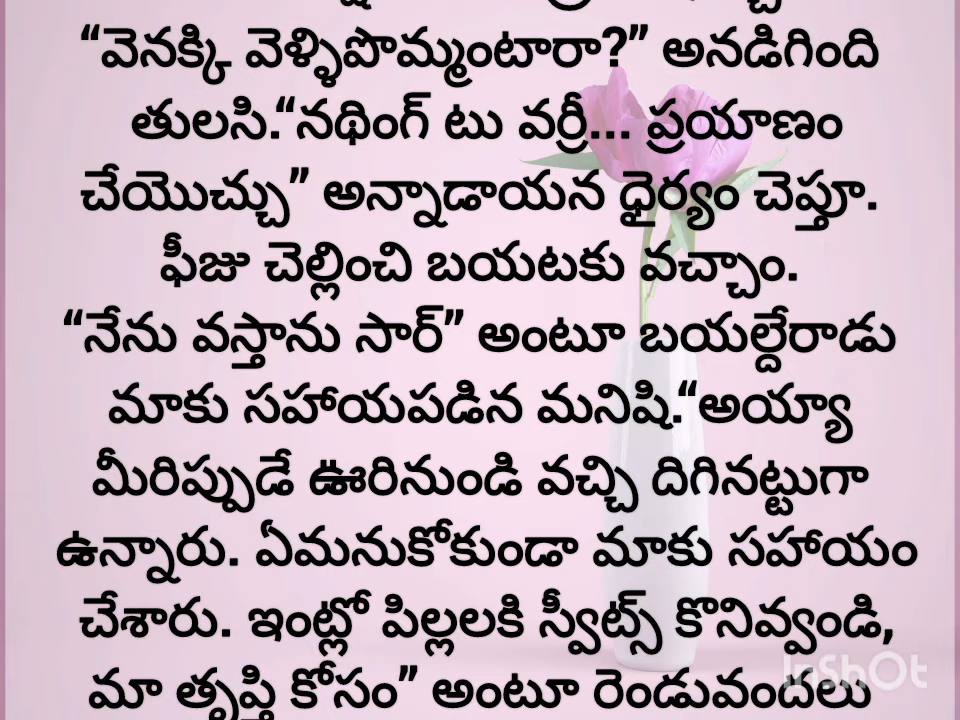 “వెనక్కి వెళ్ళిపొమ్మంటారా?” అనడిగింది
తులసి.“నథింగ్ టు వర్రీ... ప్రయాణం
చేయొచ్చు” అన్నాడాయన ధైర్యం చెప్తూ.
ఫీజు చెల్లించి బయటకు వచ్చాం.
“నేను వస్తాను సార్” అంటూ బయల్దేరాడు
మాకు సహాయపడిన మనిషి.“అయ్యా
మీరిప్పుడే ఊరినుండి వచ్చి దిగినట్టుగా
ఉన్నారు. ఏమనుకోకుండా మాకు సహాయం
చేశారు. ఇంట్లో పిల్లలకి స్వీట్స్ కొనివ్వండి,
మా తృప్తి కోసం” అంటూ రెండువందలు
InShOt